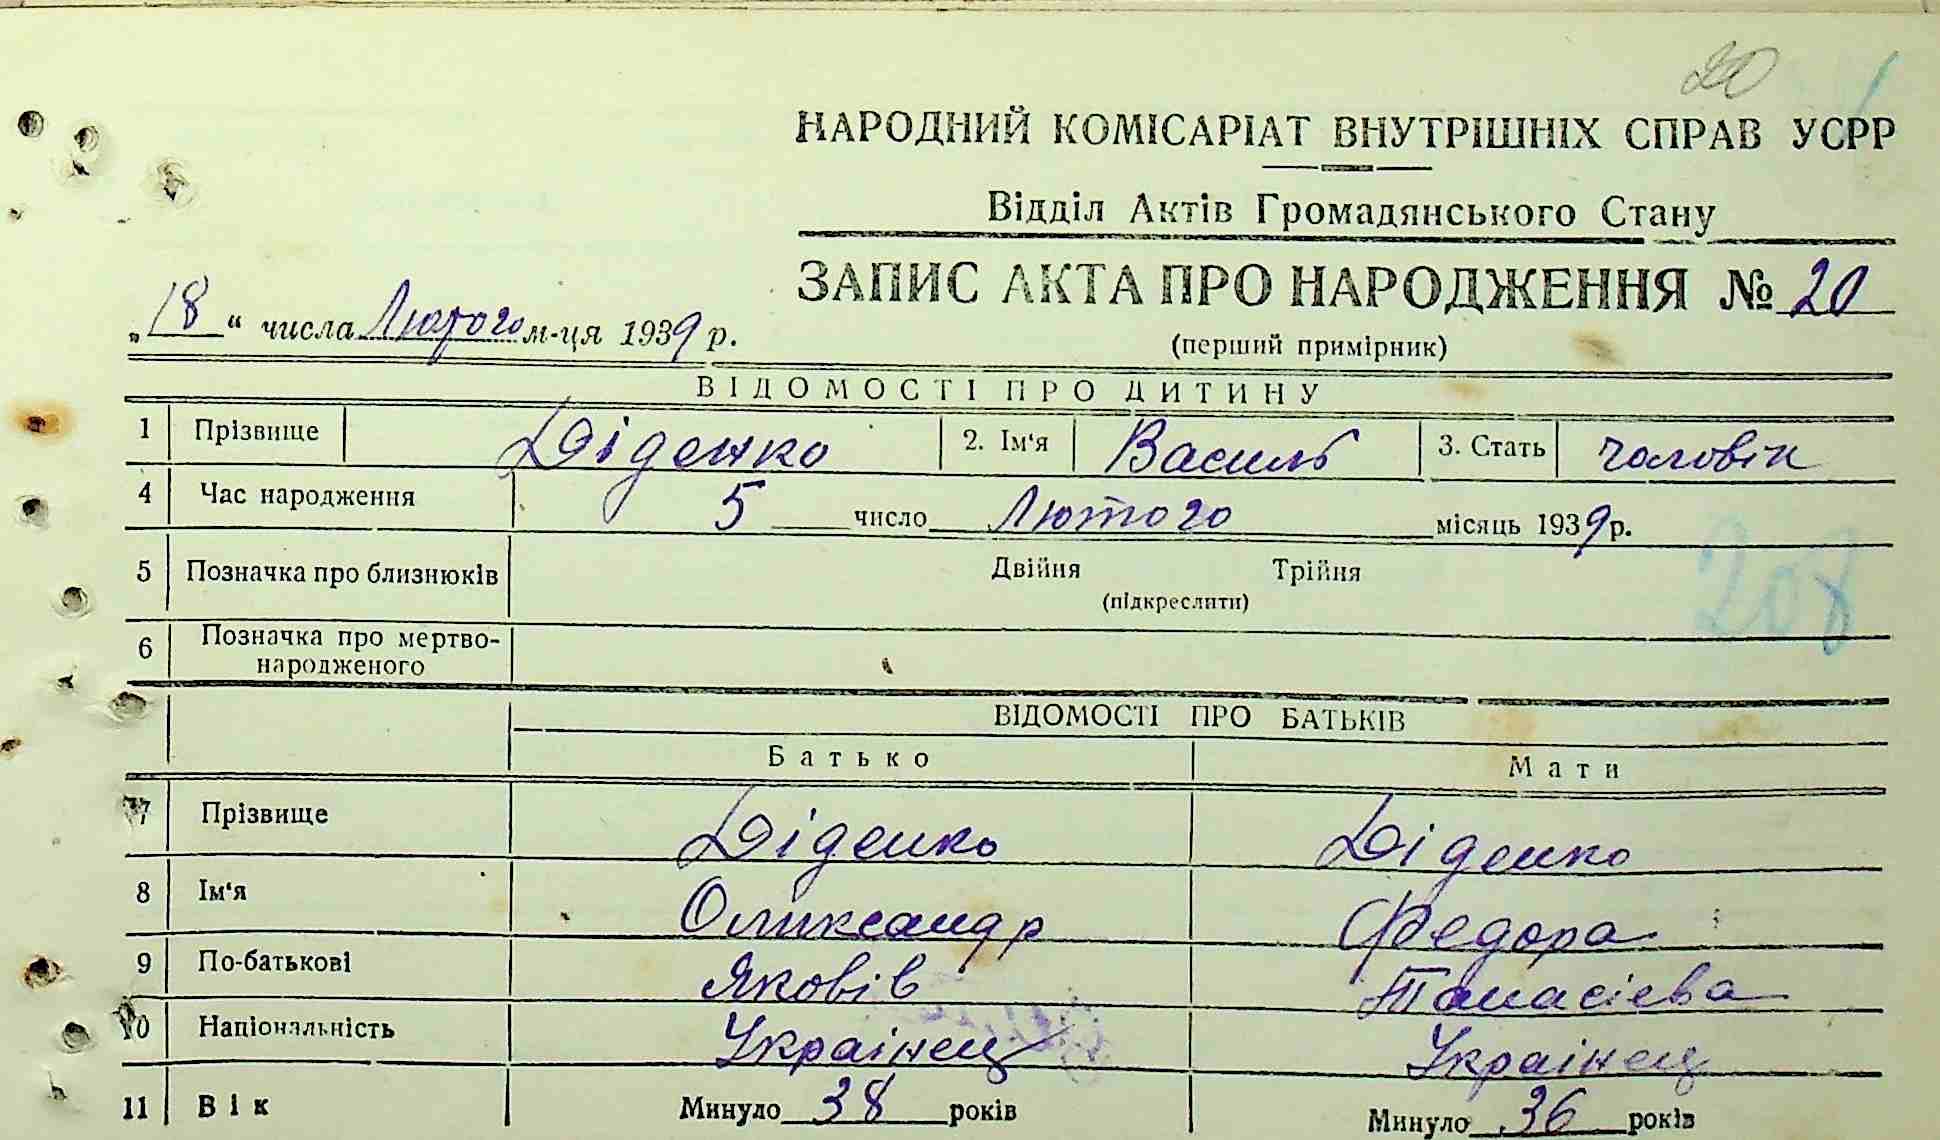 20
НАРОДНИЙ КОМІСАРІАТ ВНУТРІШНІХ СПРАВ УСРР
Відділ Актів Громадянського Стану
ЗАПИС АКТА ПРО НАРОДЖЕННЯ № 20
„18“ числа Лютого м-ця 1939 р.
(перший примірник)
ВІДОМОСТІ ПРО ДИТИНУ
1 Прізвище Діденко 2. Ім'я Василь 3. Стать чоловік
4 Час народження 5 число Лютого місяць 1939 р.
5 Позначка про близнюків Двійня Трійня
(підкреслити)
208
6 Позначка про мертво-
народженого
ВІДОМОСТІ ПРО БАТЬКІВ
Батько Мати
7 Прізвище Діденко Діденко
8 Ім'я Оликсандр Федора
9 По-батькові Яковів Танасієва
10 Національність Українец Українец
11 Вік Минуло 38 років Минуло 36 років